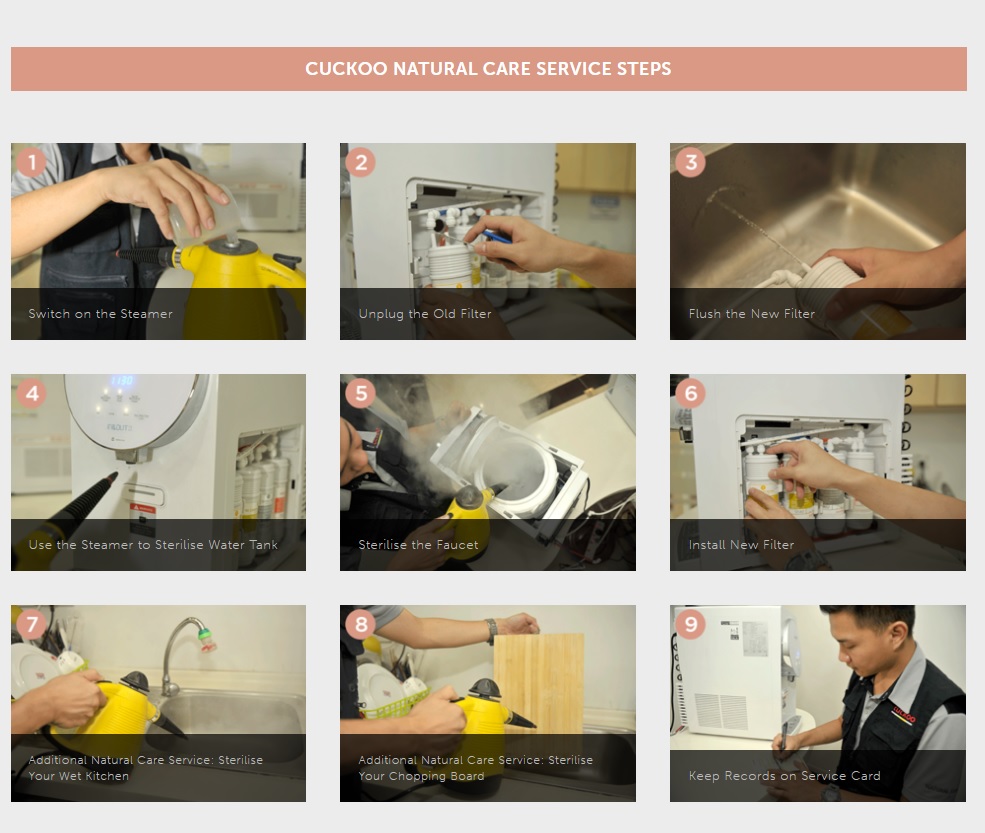 CUCKOO NATURAL CARE SERVICE STEPS
1
Switch on the Steamer
2
Unplug the Old Filter
3
Flush the New Filter
4
Use the Steamer to Sterilise Water Tank
5
Sterilise the Faucet
6
Install New Filter
7
Additional Natural Care Service: Sterilise
Your Wet Kitchen
8
Additional Natural Care Service: Sterilise
Your Chopping Board
9
Keep Records on Service Card